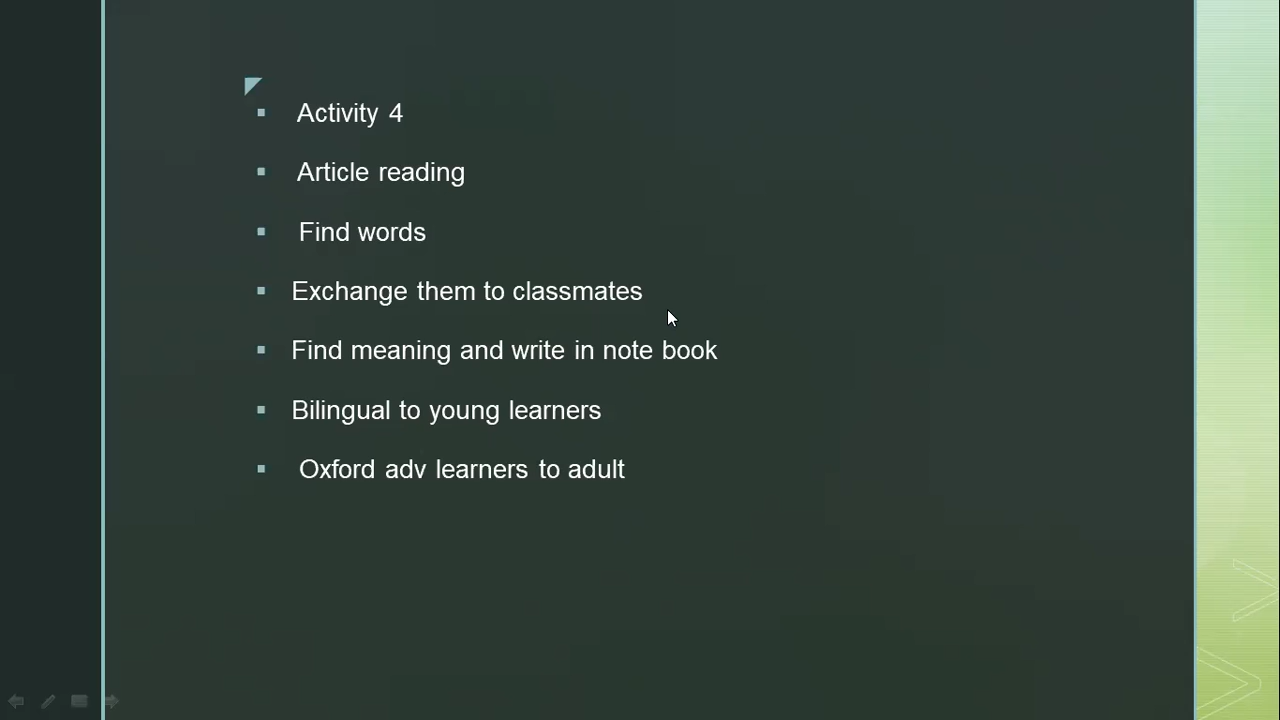 Activity 4
Article reading
Find words
Exchange them to classmates
Find meaning and write in note book
Bilingual to young learners
Oxford adv learners to adult